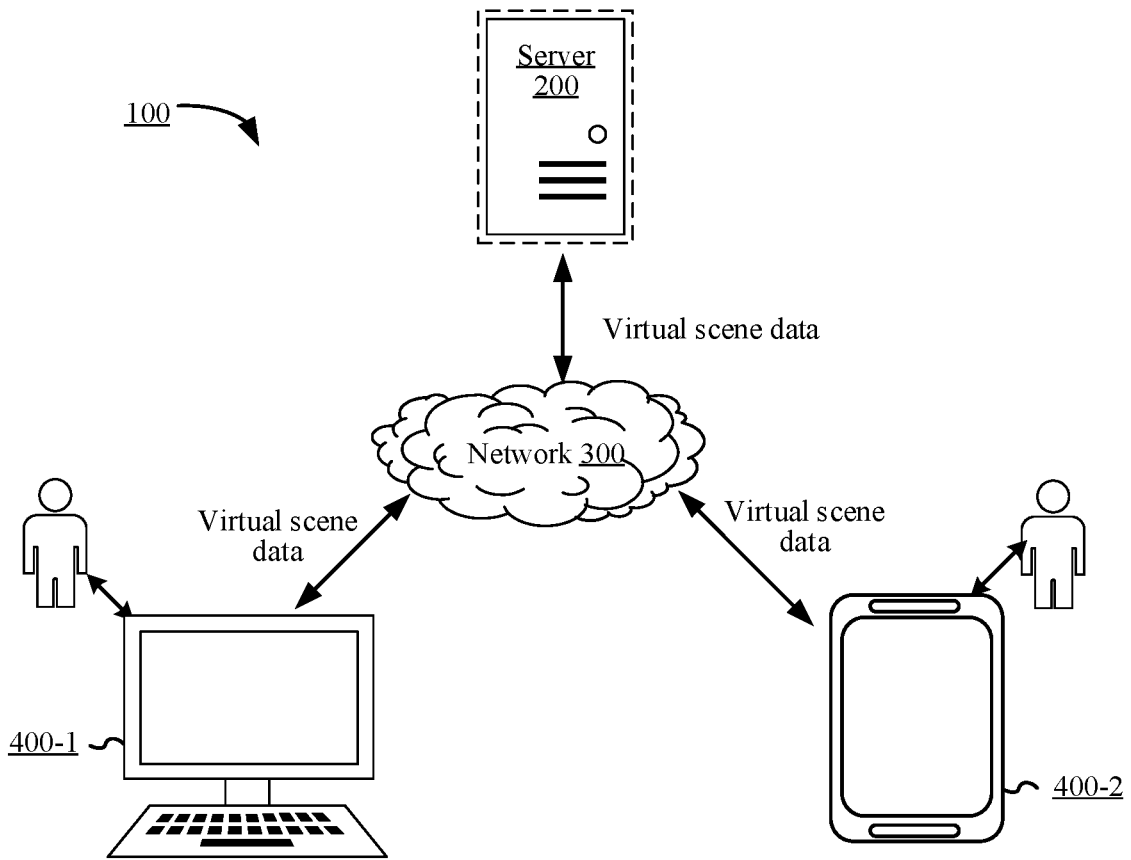 Server
200
100
Virtual scene data
Network 300
Virtual scene
data
Virtual scene
data
400-1
400-2